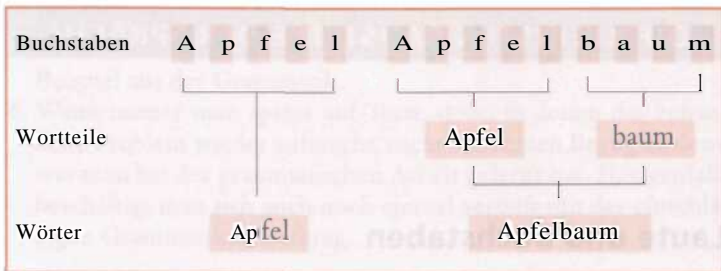 Buchstaben A p f e l A p f e l b a u m
Wortteile Apfel baum
Wörter Apfel Apfelbaum